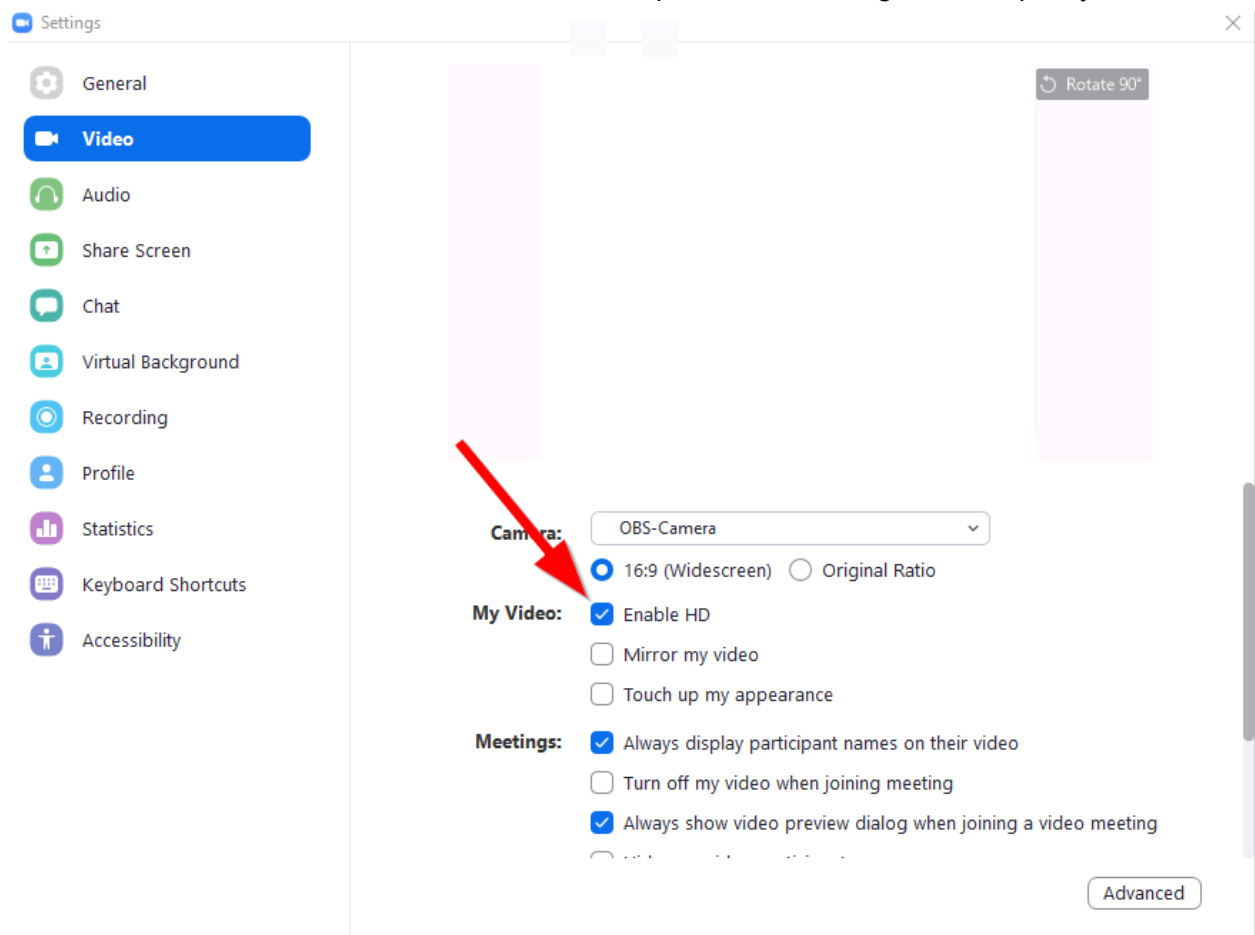 Settings
General
Rotate 90°
Video
Audio
Share Screen
Chat
Virtual Background
Recording
Profile
Statistics
Keyboard Shortcuts
Accessibility
Camera: OBS-Camera
16:9 (Widescreen) Original Ratio
My Video: Enable HD
Mirror my video
Touch up my appearance
Meetings: Always display participant names on their video
Turn off my video when joining meeting
Always show video preview dialog when joining a video meeting
Advanced